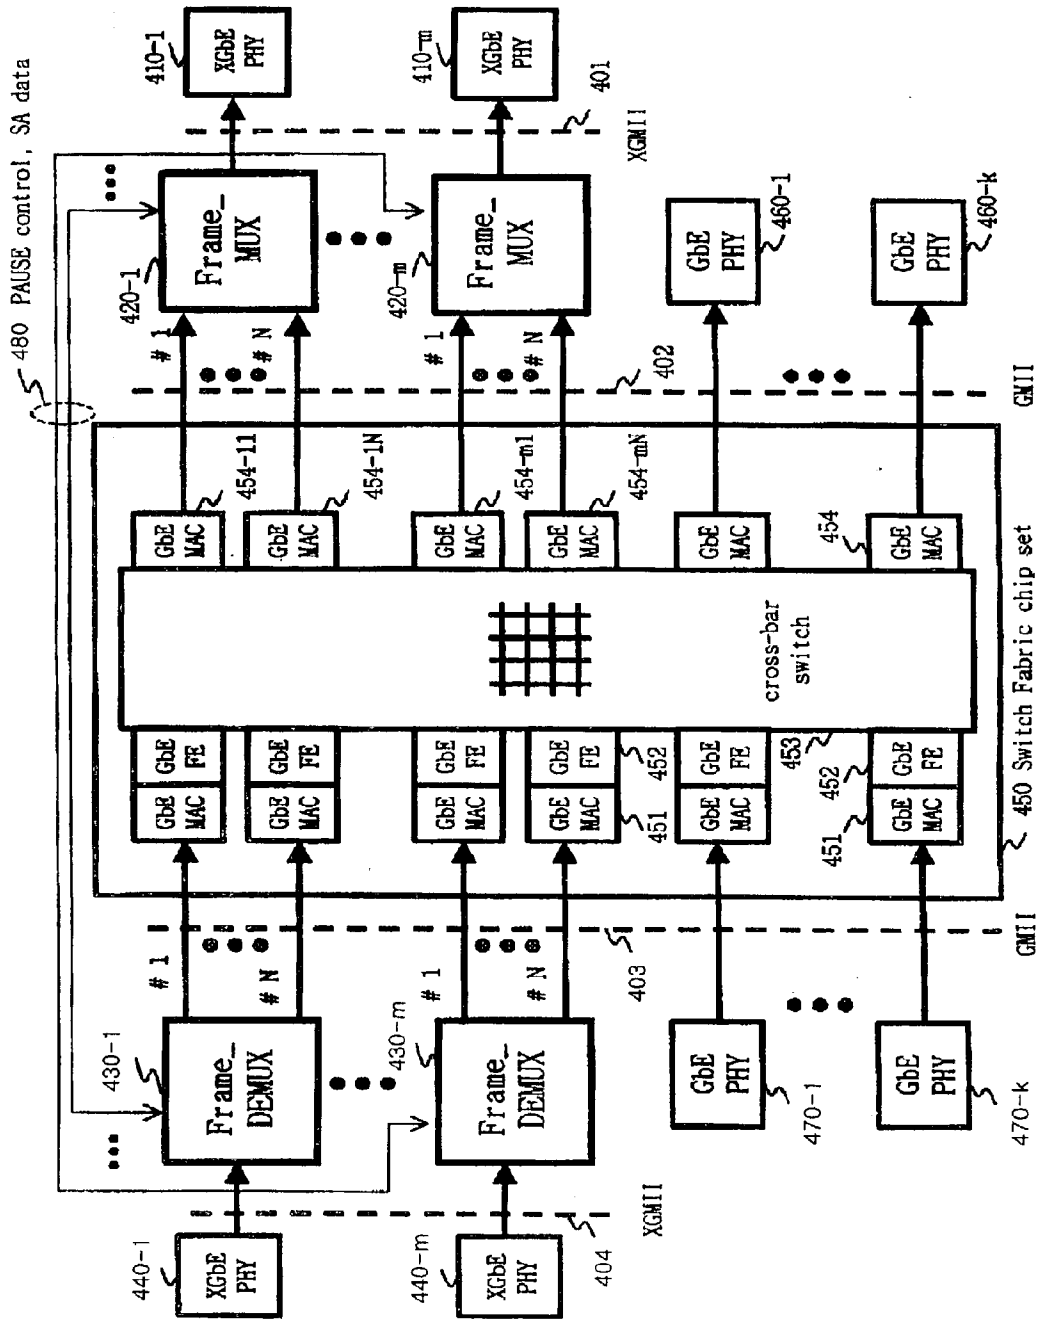 480 PAUSE control, SA data
440-1
XGbE
PHY
430-1
Frame_
DEMUX
# 1
# N
GbE
MAC
GbE
FE
GbE
MAC
GbE
FE
GbE
MAC
454-11
GbE
MAC
454-1N
# 1
# N
420-1
Frame_
MUX
410-1
XGbE
PHY
440-m
XGbE
PHY
430-m
Frame_
DEMUX
# 1
# N
GbE
MAC
GbE
FE
GbE
MAC
GbE
FE
451
452
GbE
MAC
454-m1
GbE
MAC
454-mN
# 1
# N
420-m
Frame_
MUX
410-m
XGbE
PHY
404
XGMII
403
402
401
XGMII
GbE
PHY
470-1
GbE
MAC
GbE
FE
453
cross-bar
switch
GbE
MAC
GbE
PHY
460-1
GbE
PHY
470-k
451
GbE
MAC
452
GbE
FE
454
GbE
MAC
GbE
PHY
460-k
GMII
450 Switch Fabric chip set
GMII